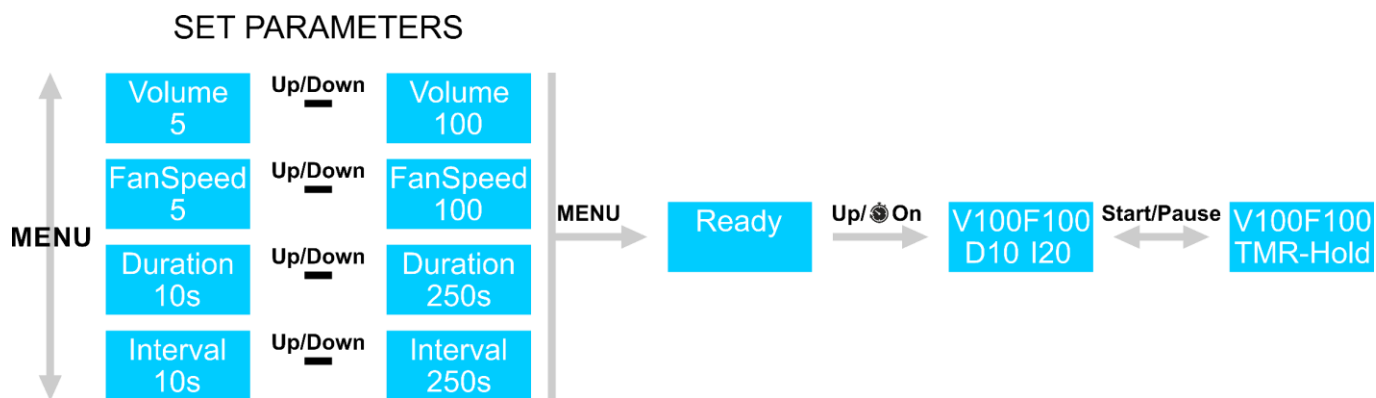 SET PARAMETERS
MENU
Volume
5
Up/Down
Volume
100
FanSpeed
5
Up/Down
FanSpeed
100
Duration
10s
Up/Down
Duration
250s
Interval
10s
Up/Down
Interval
250s
MENU
Ready
Up/ On
V100F100
D10 I20
Start/Pause
V100F100
TMR-Hold